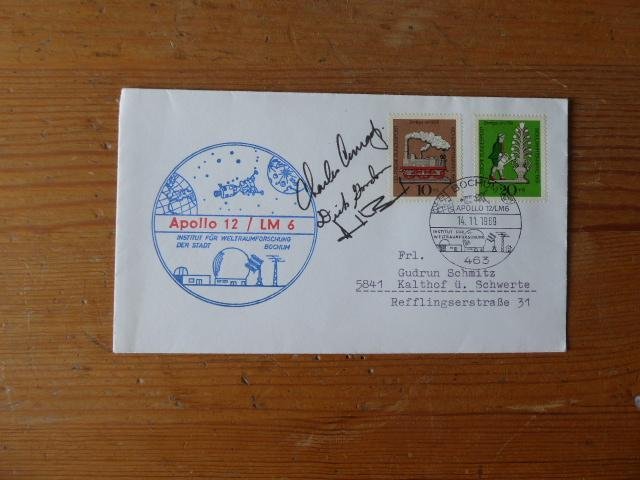 Apollo 12 / LM 6
INSTITUT FÜR WELTRAUMFORSCHUNG
DER STADT BOCHUM
Charles Conrad
Dick Gordon
10
20
BOCHUM
APOLLO 12/LM6
14.11.1969
INSTITUT FÜR
WELTRAUMFORSCHUNG
463
Frl.
Gudrun Schmitz
5841 Kalthof ü. Schwerte
Refflingserstraße 31